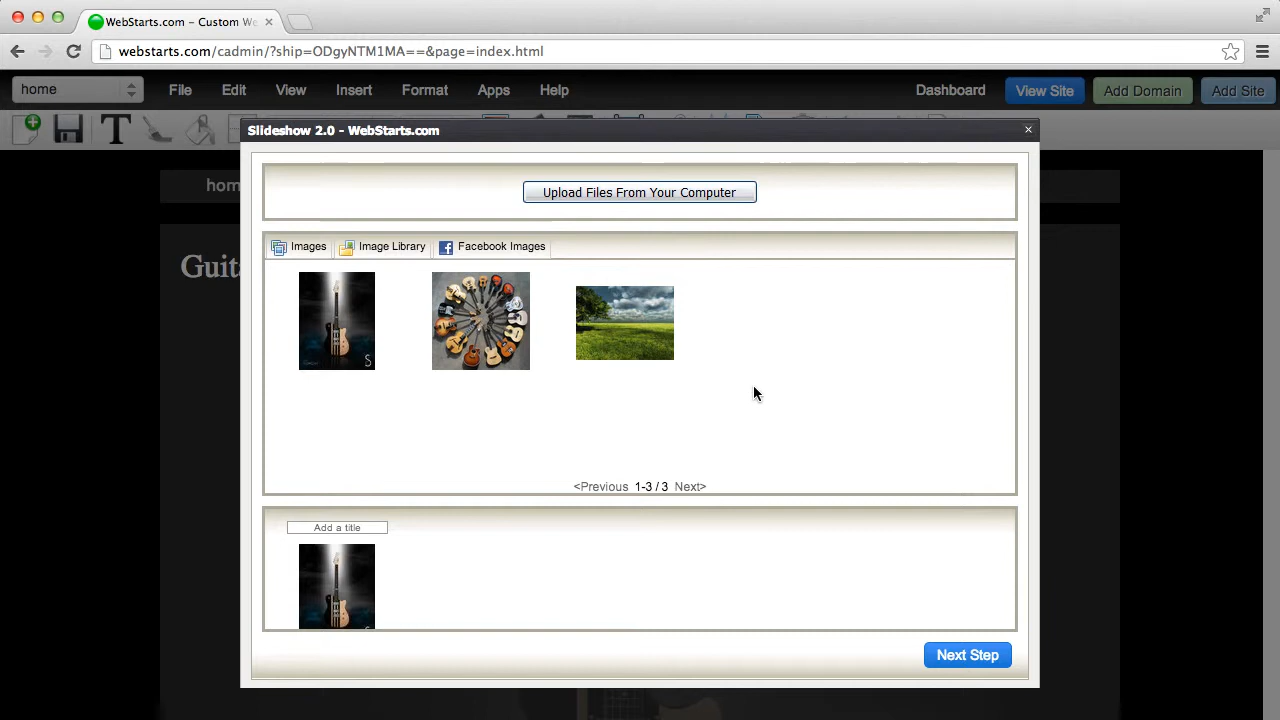 WebStarts.com – Custom We
webstarts.com/cadmin/?ship=ODgyNTM1MA==&page=index.html
home File Edit View Insert Format Apps Help Dashboard View Site Add Domain Add Site
T
Slideshow 2.0 - WebStarts.com
hom
Upload Files From Your Computer
Images Image Library Facebook Images
Guita
S
<Previous 1-3 / 3 Next>
Add a title
Next Step